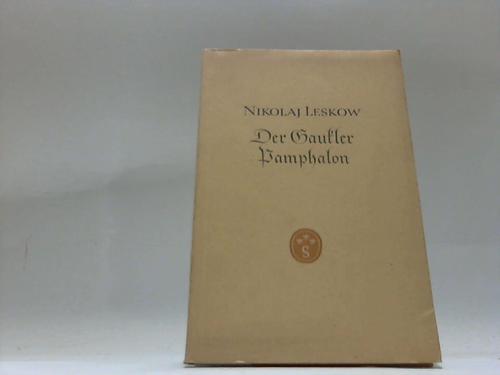 NIKOLAJ LESKOW
Der Gaukler
Pamphalon
S